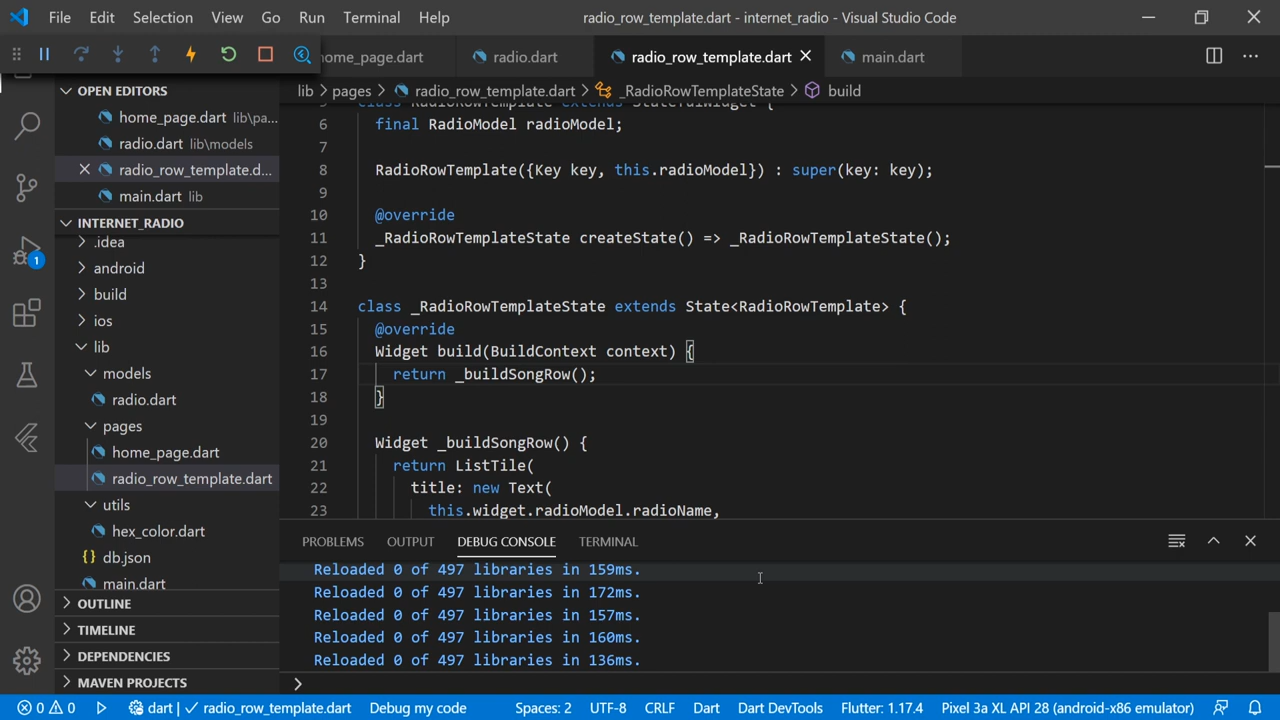 File Edit Selection View Go Run Terminal Help radio_row_template.dart - internet_radio - Visual Studio Code
home_page.dart radio.dart radio_row_template.dart main.dart
lib > pages > radio_row_template.dart > _RadioRowTemplateState > build
OPEN EDITORS
home_page.dart lib\pa...
radio.dart lib\models
radio_row_template.d...
main.dart lib
INTERNET_RADIO
.idea
android
build
ios
lib
models
radio.dart
pages
home_page.dart
radio_row_template.dart
utils
hex_color.dart
db.json
main.dart
OUTLINE
TIMELINE
DEPENDENCIES
MAVEN PROJECTS
1
5 class RadioRowTemplate extends StatefulWidget {
6 final RadioModel radioModel;
7
8 RadioRowTemplate({Key key, this.radioModel}) : super(key: key);
9
10 @override
11 _RadioRowTemplateState createState() => _RadioRowTemplateState();
12 }
13
14 class _RadioRowTemplateState extends State<RadioRowTemplate> {
15 @override
16 Widget build(BuildContext context) {
17 return _buildSongRow();
18 }
19
20 Widget _buildSongRow() {
21 return ListTile(
22 title: new Text(
23 this.widget.radioModel.radioName,
PROBLEMS OUTPUT DEBUG CONSOLE TERMINAL
Reloaded 0 of 497 libraries in 159ms.
Reloaded 0 of 497 libraries in 172ms.
Reloaded 0 of 497 libraries in 157ms.
Reloaded 0 of 497 libraries in 160ms.
Reloaded 0 of 497 libraries in 136ms.
>
0 0 dart | ✓ radio_row_template.dart Debug my code Spaces: 2 UTF-8 CRLF Dart Dart DevTools Flutter: 1.17.4 Pixel 3a XL API 28 (android-x86 emulator)